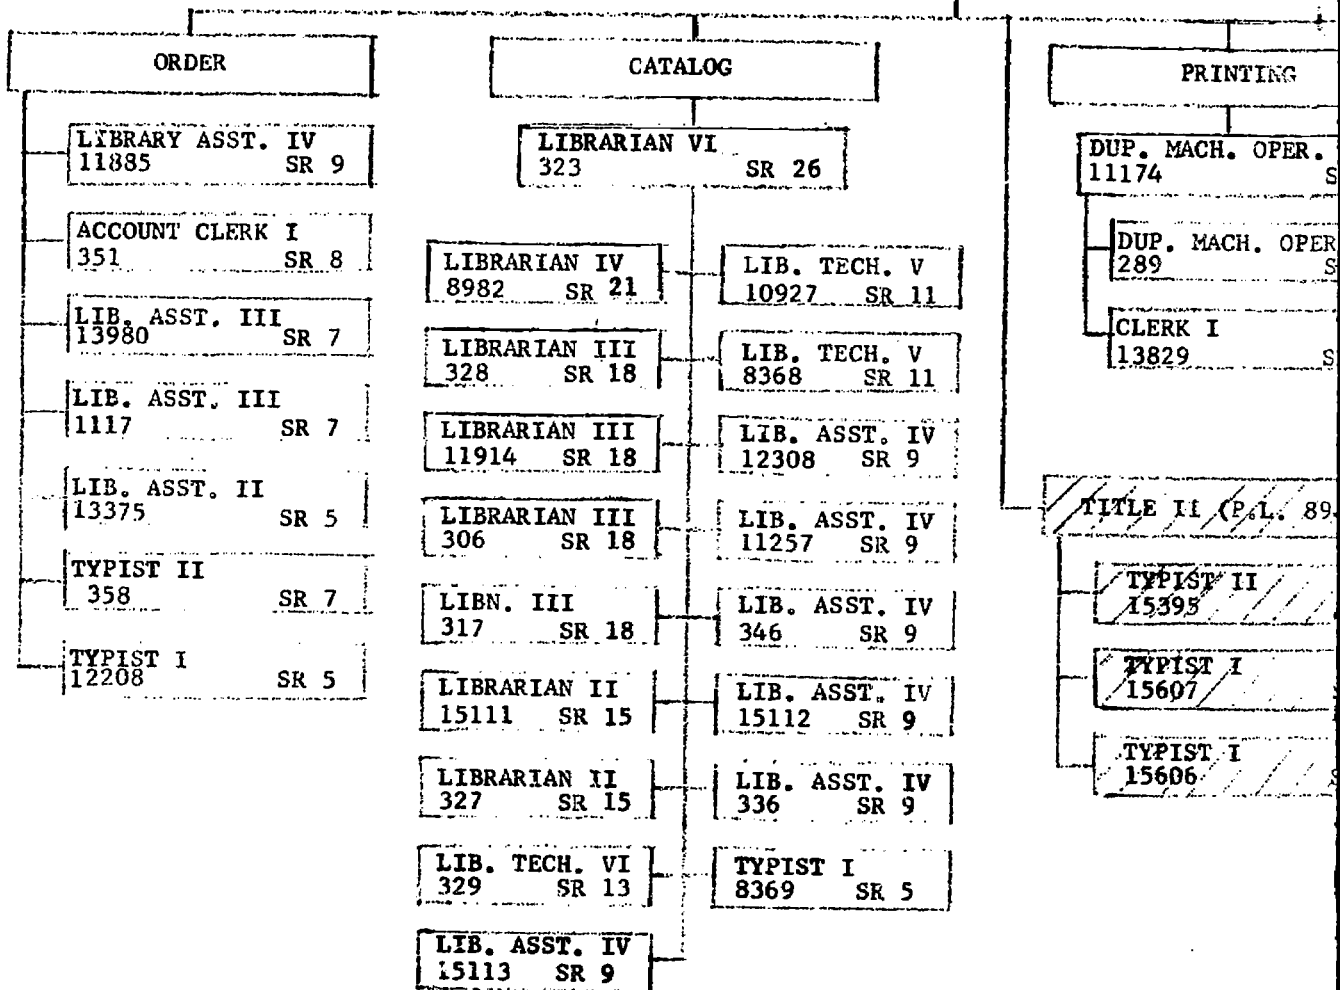 ORDER
LIBRARY ASST. IV
11885 SR 9
ACCOUNT CLERK I
351 SR 8
LIB. ASST. III
13980 SR 7
LIB. ASST. III
1117 SR 7
LIB. ASST. II
13375 SR 5
TYPIST II
358 SR 7
TYPIST I
12208 SR 5
CATALOG
LIBRARIAN VI
323 SR 26
LIBRARIAN IV
8982 SR 21
LIBRARIAN III
328 SR 18
LIBRARIAN III
11914 SR 18
LIBRARIAN III
306 SR 18
LIBN. III
317 SR 18
LIBRARIAN II
15111 SR 15
LIBRARIAN II
327 SR 15
LIB. TECH. VI
329 SR 13
LIB. ASST. IV
15113 SR 9
LIB. TECH. V
10927 SR 11
LIB. TECH. V
8368 SR 11
LIB. ASST. IV
12308 SR 9
LIB. ASST. IV
11257 SR 9
LIB. ASST. IV
346 SR 9
LIB. ASST. IV
15112 SR 9
LIB. ASST. IV
336 SR 9
TYPIST I
8369 SR 5
PRINTING
DUP. MACH. OPER.
11174 S
DUP. MACH. OPER
289 S
CLERK I
13829 S
TITLE II (P.L. 89
TYPIST II
15395
TYPIST I
15607
TYPIST I
15606 S